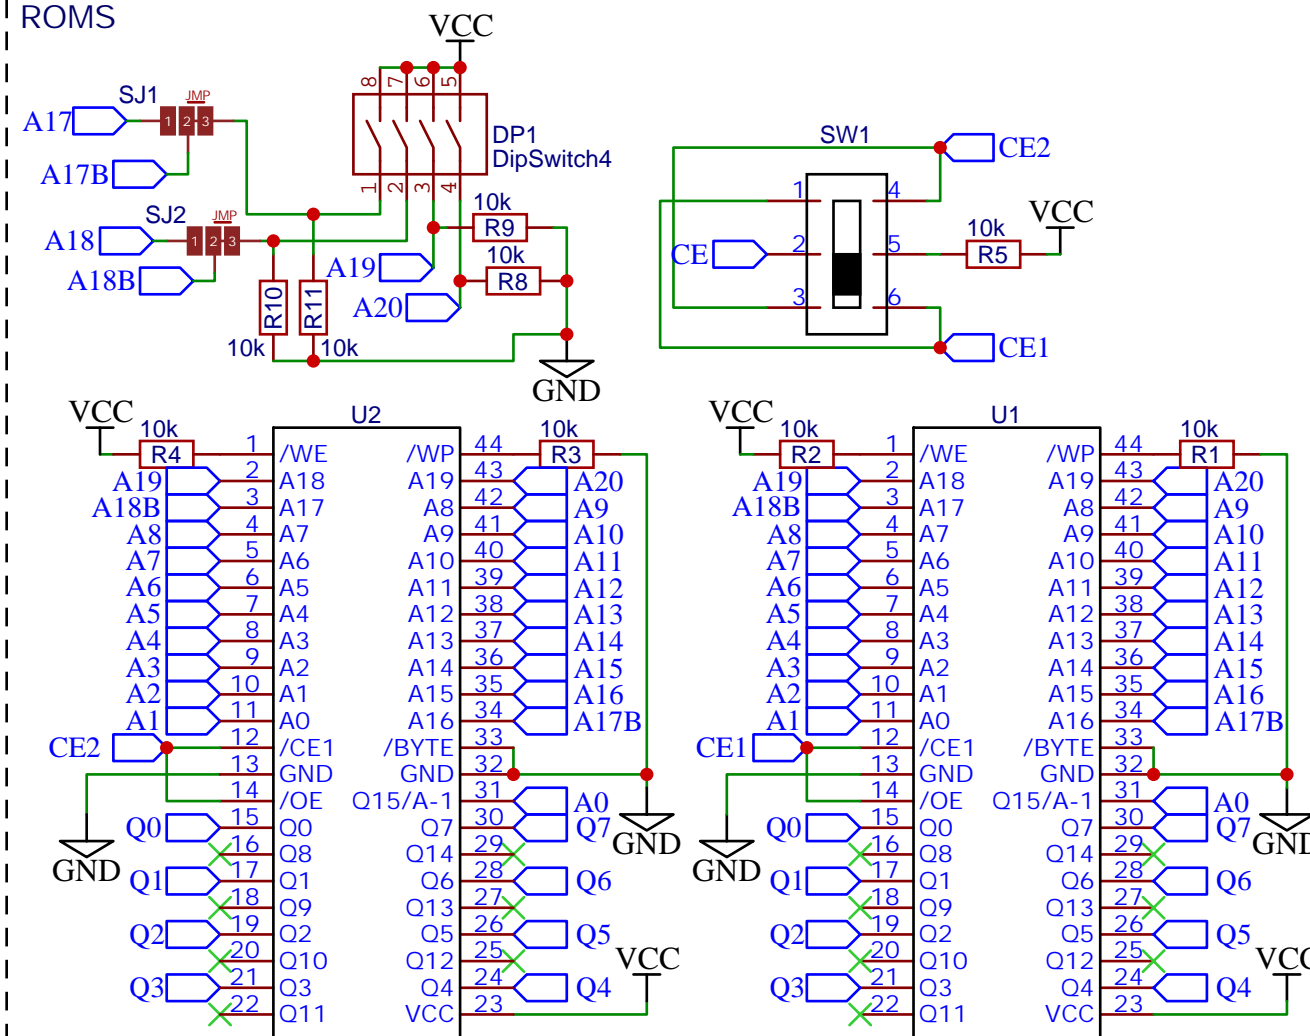 ROMS
VCC
SJ1
JMP
A17
1 2 3
A17B
SJ2
JMP
A18
1 2 3
A18B
8 7 6 5
1 2 3 4
DP1
DipSwitch4
10k
R9
10k
R8
A19
A20
R10
R11
10k
10k
GND
SW1
CE2
1
4
VCC
10k
CE
2
5
R5
3
6
CE1
VCC
10k
R4
U2
10k
R3
1 /WE /WP 44
A19 2 A18 A19 43 A20
A18B 3 A17 A8 42 A9
A8 4 A7 A9 41 A10
A7 5 A6 A10 40 A11
A6 6 A5 A11 39 A12
A5 7 A4 A12 38 A13
A4 8 A3 A13 37 A14
A3 9 A2 A14 36 A15
A2 10 A1 A15 35 A16
A1 11 A0 A16 34 A17B
CE2 12 /CE1 /BYTE 33
13 GND GND 32
14 /OE Q15/A-1 31 A0
Q0 15 Q0 Q7 30 Q7
16 Q8 Q14 29
Q1 17 Q1 Q6 28 Q6
18 Q9 Q13 27
Q2 19 Q2 Q5 26 Q5
20 Q10 Q12 25
Q3 21 Q3 Q4 24 Q4
22 Q11 VCC 23
GND
GND
VCC
VCC
10k
R2
U1
10k
R1
1 /WE /WP 44
A19 2 A18 A19 43 A20
A18B 3 A17 A8 42 A9
A8 4 A7 A9 41 A10
A7 5 A6 A10 40 A11
A6 6 A5 A11 39 A12
A5 7 A4 A12 38 A13
A4 8 A3 A13 37 A14
A3 9 A2 A14 36 A15
A2 10 A1 A15 35 A16
A1 11 A0 A16 34 A17B
CE1 12 /CE1 /BYTE 33
13 GND GND 32
14 /OE Q15/A-1 31 A0
Q0 15 Q0 Q7 30 Q7
16 Q8 Q14 29
Q1 17 Q1 Q6 28 Q6
18 Q9 Q13 27
Q2 19 Q2 Q5 26 Q5
20 Q10 Q12 25
Q3 21 Q3 Q4 24 Q4
22 Q11 VCC 23
GND
GND
VCC